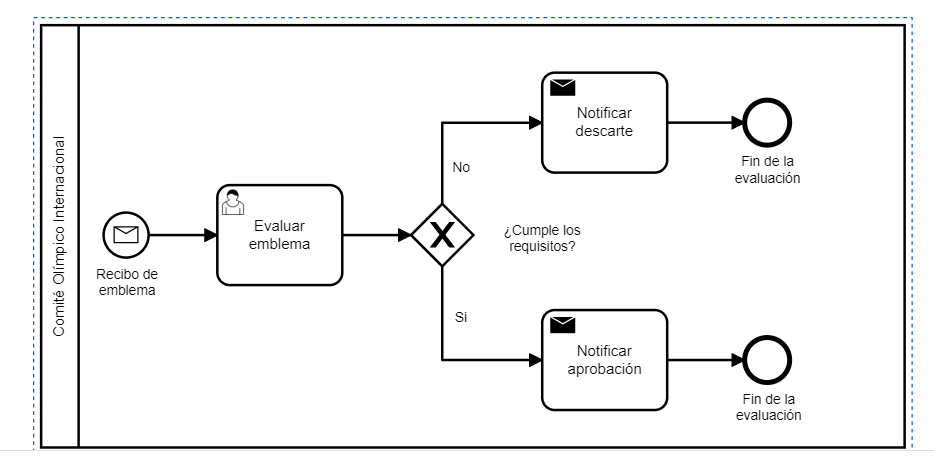 Comité Olímpico Internacional
Recibo de
emblema
Evaluar
emblema
¿Cumple los
requisitos?
No
Notificar
descarte
Fin de la
evaluación
Si
Notificar
aprobación
Fin de la
evaluación